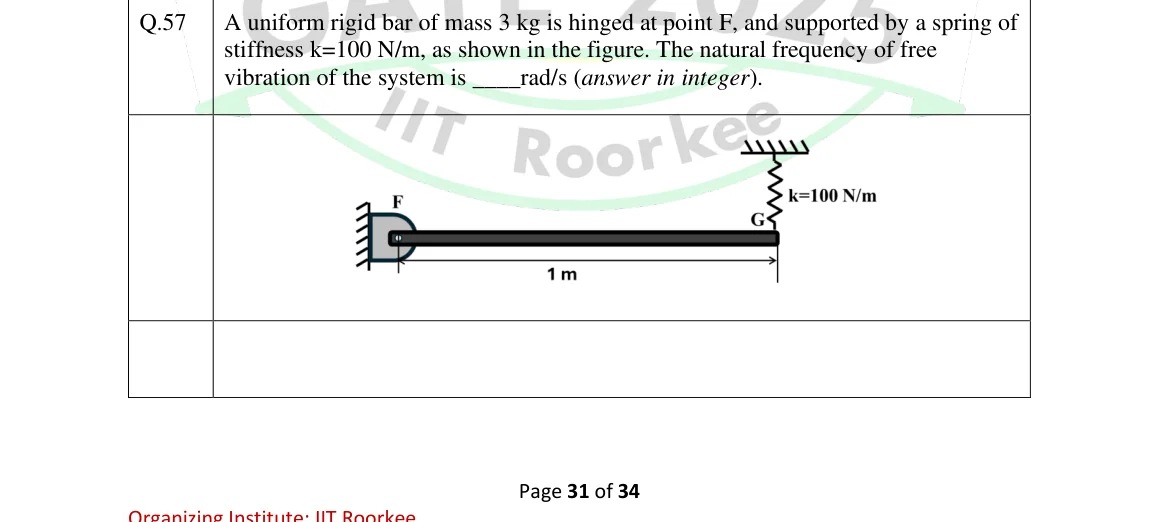 GATE 2025
Q.57 A uniform rigid bar of mass 3 kg is hinged at point F, and supported by a spring of
stiffness k=100 N/m, as shown in the figure. The natural frequency of free
vibration of the system is ____rad/s (answer in integer).
IIT Roorkee
k=100 N/m
F
G
1 m
Page 31 of 34
Organizing Institute: IIT Roorkee